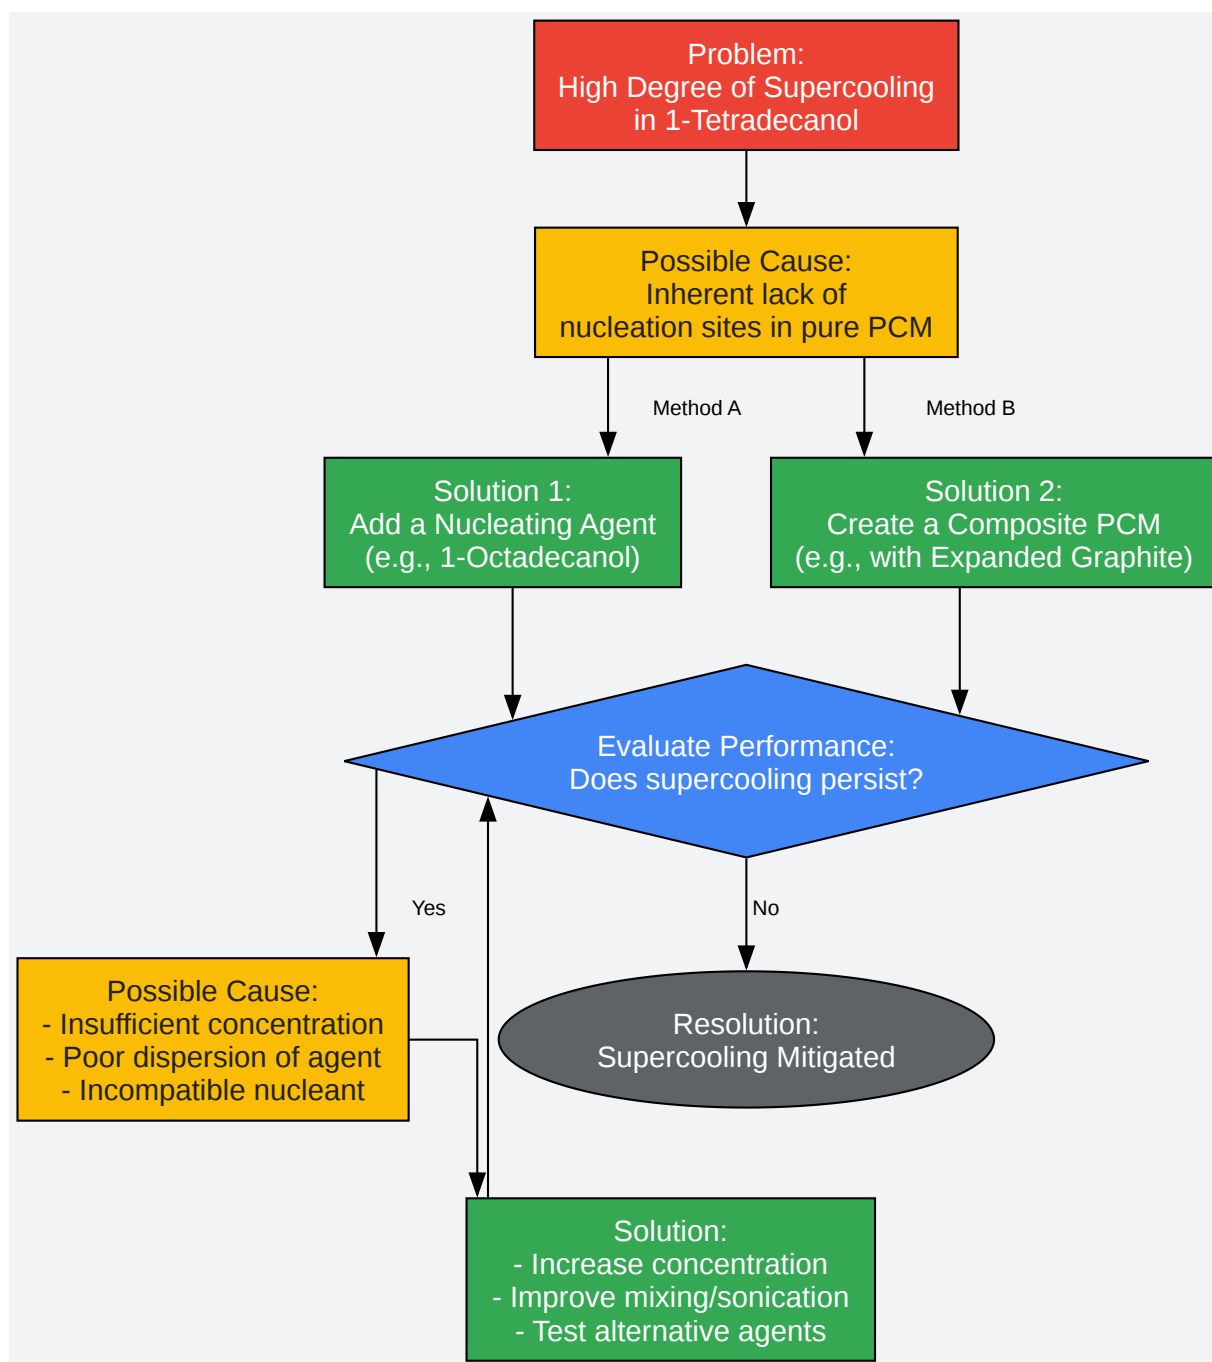 Problem:
High Degree of Supercooling
in 1-Tetradecanol
Possible Cause:
Inherent lack of
nucleation sites in pure PCM
Method A
Method B
Solution 1:
Add a Nucleating Agent
(e.g., 1-Octadecanol)
Solution 2:
Create a Composite PCM
(e.g., with Expanded Graphite)
Evaluate Performance:
Does supercooling persist?
Yes
No
Possible Cause:
- Insufficient concentration
- Poor dispersion of agent
- Incompatible nucleant
Resolution:
Supercooling Mitigated
Solution:
- Increase concentration
- Improve mixing/sonication
- Test alternative agents